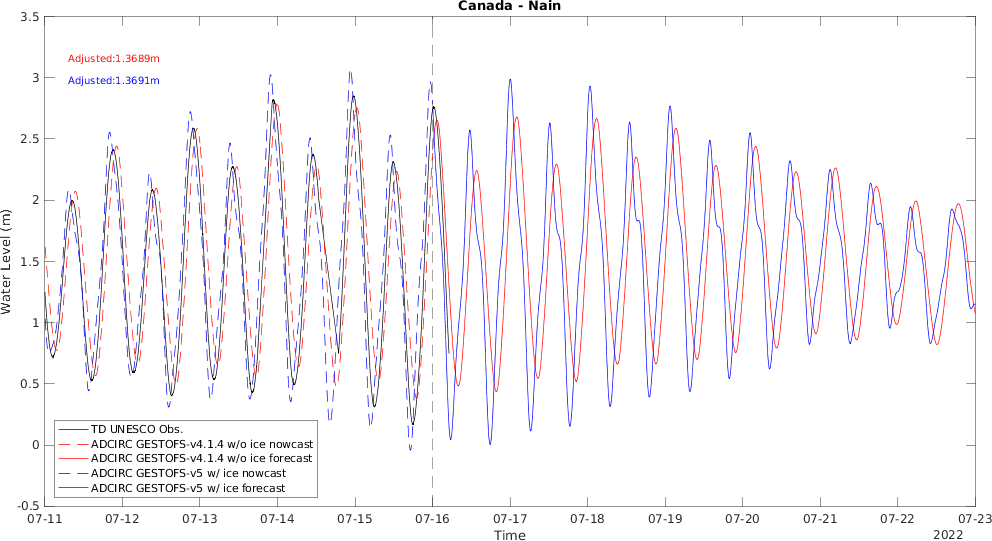 Canada - Nain
3.5
3
2.5
2
1.5
1
0.5
0
-0.5
Water Level (m)
Adjusted:1.3689m
Adjusted:1.3691m
TD UNESCO Obs.
ADCIRC GESTOFS-v4.1.4 w/o ice nowcast
ADCIRC GESTOFS-v4.1.4 w/o ice forecast
ADCIRC GESTOFS-v5 w/ ice nowcast
ADCIRC GESTOFS-v5 w/ ice forecast
07-11 07-12 07-13 07-14 07-15 07-16 07-17 07-18 07-19 07-20 07-21 07-22 07-23
Time
2022